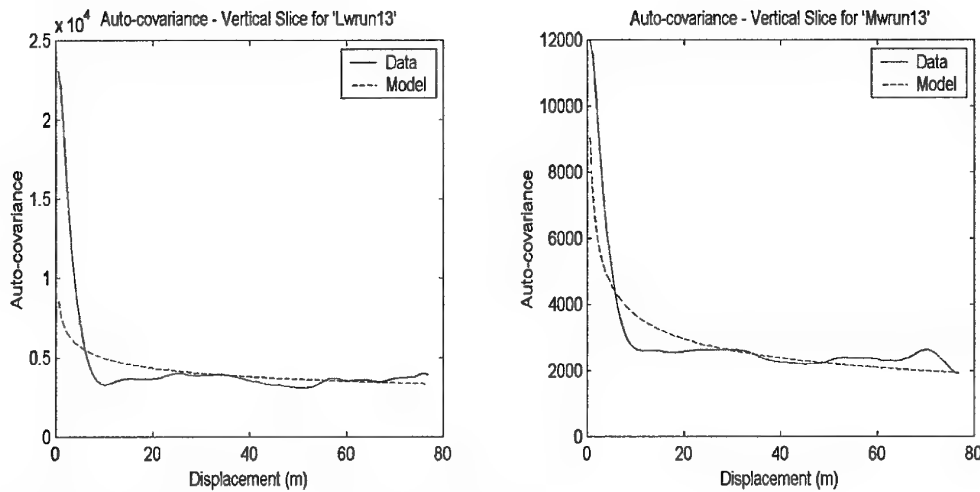 Auto-covariance - Vertical Slice for 'Lwrun13'
×10⁴
2.5
2
1.5
1
0.5
0
0
20
40
60
80
Auto-covariance
Displacement (m)
Data
Model
Auto-covariance - Vertical Slice for 'Mwrun13'
12000
10000
8000
6000
4000
2000
0
0
20
40
60
80
Auto-covariance
Displacement (m)
Data
Model